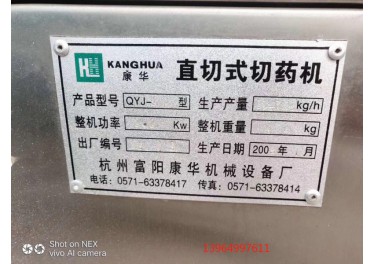 KANGHUA
康华
直切式切药机
产品型号 QYJ- 型 生产产量 kg/h
整机功率 Kw 整机重量 kg
出厂编号 生产日期 200 年 . 月
杭州富阳康华机械设备厂
电话: 0571-63378417 传真: 0571-63378414
Shot on NEX
vivo AI camera